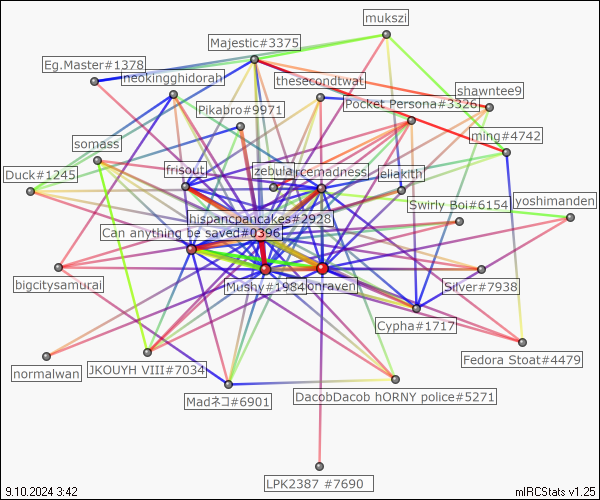 mukszi
Majestic#3375
Eg.Master#1378
neokingghidorah
thesecondtwat
shawntee9
Pikabro#9971
Pocket Persona#3326
somass
ming#4742
Duck#1245
frisout
zebularcemadness
jeliakith
Swirly Boi#6154
yoshimanden
hispancpancakes#2928
Can anything be saved#0396
bigcitysamurai
Mushy#1984
onraven
Silver#7938
Cypha#1717
normalwan
JKOUYH VIII#7034
Fedora Stoat#4479
Madネコ#6901
DacobDacob hORNY police#5271
LPK2387 #7690
9.10.2024 3:42
mIRCStats v1.25